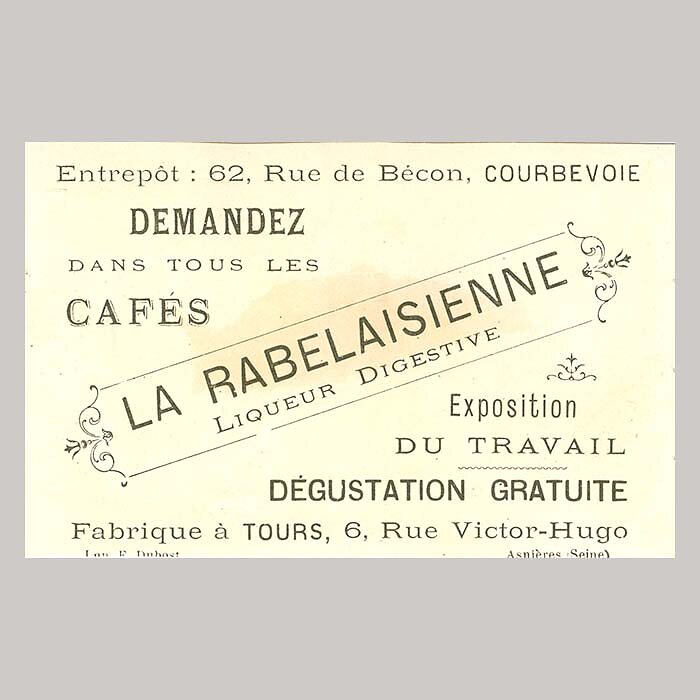 Entrepôt : 62, Rue de Bécon, COURBEVOIE
DEMANDEZ
DANS TOUS LES
CAFÉS
LA RABELAISIENNE
LIQUEUR DIGESTIVE
Exposition
DU TRAVAIL
DÉGUSTATION GRATUITE
Fabrique à TOURS, 6, Rue Victor-Hugo
F. Dubost
Asnières (Seine)